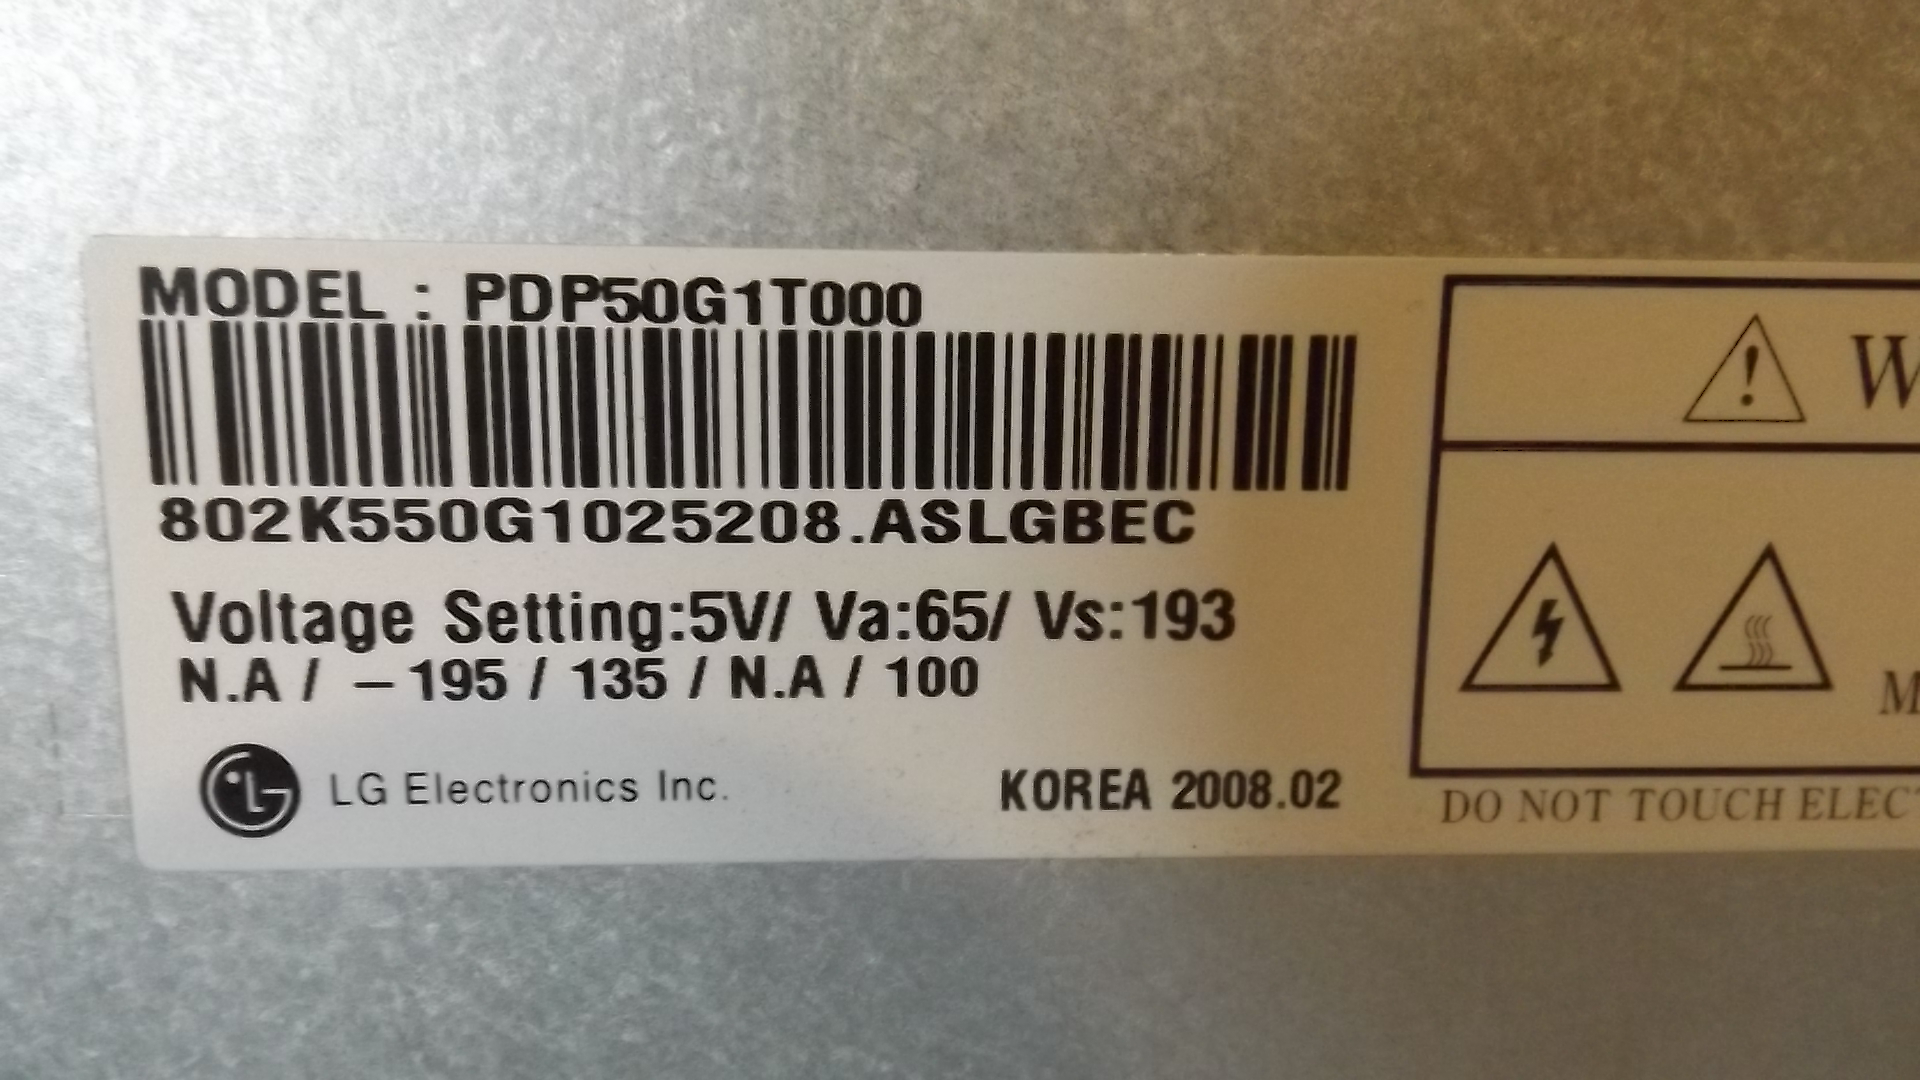 MODEL : PDP50G1T000
802K550G1025208.ASLGBEC
Voltage Setting:5V/ Va:65/ Vs:193
N.A / – 195 / 135 / N.A / 100
LG Electronics Inc.
KOREA 2008.02
DO NOT TOUCH